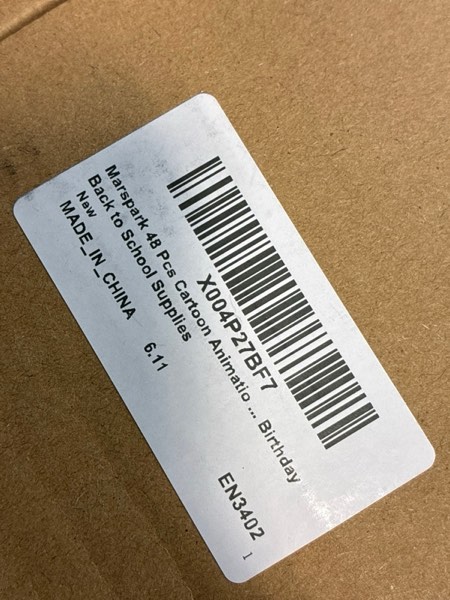 X004P27BF7
Marspark 48 Pcs Cartoon Animatio ... Birthday
Back to School Supplies
New
MADE_IN_CHINA 6.11
EN3402
1